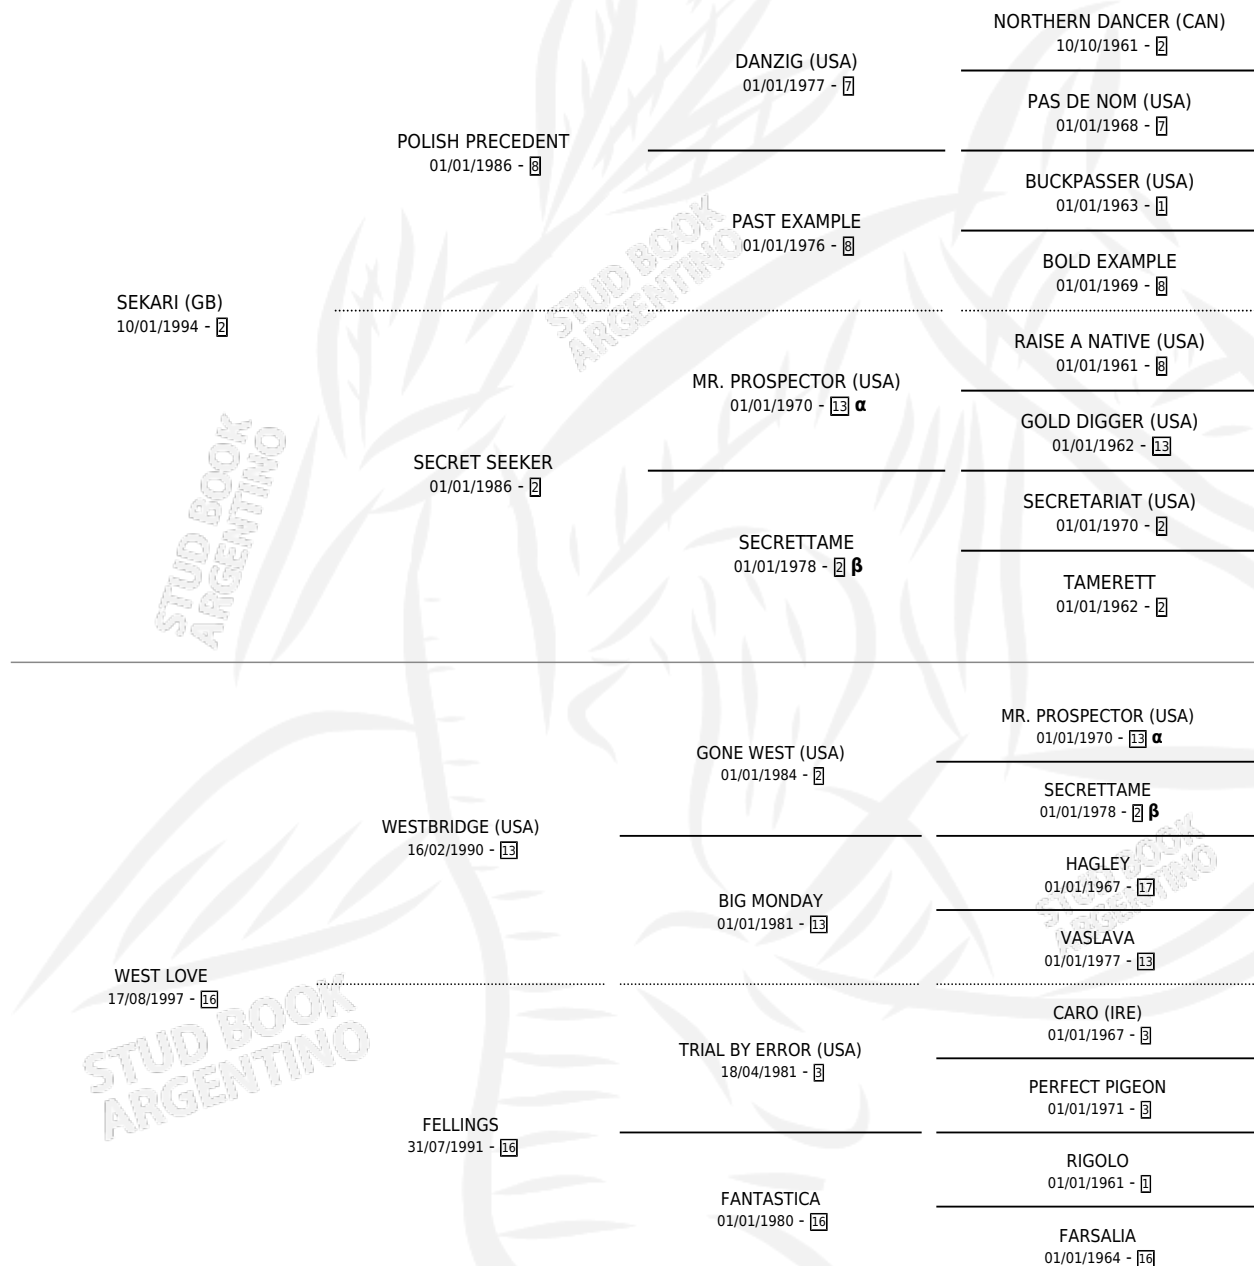 NORTHERN DANCER (CAN)
10/10/1961 - 2
DANZIG (USA)
01/01/1977 - 7
PAS DE NOM (USA)
01/01/1968 - 7
POLISH PRECEDENT
01/01/1986 - 8
BUCKPASSER (USA)
01/01/1963 - 1
PAST EXAMPLE
01/01/1976 - 8
BOLD EXAMPLE
01/01/1969 - 8
SEKARI (GB)
10/01/1994 - 2
RAISE A NATIVE (USA)
01/01/1961 - 8
MR. PROSPECTOR (USA)
01/01/1970 - 13 α
GOLD DIGGER (USA)
01/01/1962 - 13
SECRET SEEKER
01/01/1986 - 2
SECRETARIAT (USA)
01/01/1970 - 2
SECRETTAME
01/01/1978 - 2 β
TAMERETT
01/01/1962 - 2
MR. PROSPECTOR (USA)
01/01/1970 - 13 α
GONE WEST (USA)
01/01/1984 - 2
SECRETTAME
01/01/1978 - 2 β
WESTBRIDGE (USA)
16/02/1990 - 13
HAGLEY
01/01/1967 - 17
BIG MONDAY
01/01/1981 - 13
VASLAVA
01/01/1977 - 13
WEST LOVE
17/08/1997 - 16
CARO (IRE)
01/01/1967 - 3
TRIAL BY ERROR (USA)
18/04/1981 - 3
PERFECT PIGEON
01/01/1971 - 3
FELLINGS
31/07/1991 - 16
RIGOLO
01/01/1961 - 1
FANTASTICA
01/01/1980 - 16
FARSALIA
01/01/1964 - 16
STUD BOOK
ARGENTINO
STUD BOOK
ARGENTINO
STUD BOOK
ARGENTINO
STUD BOOK
ARGENTINO